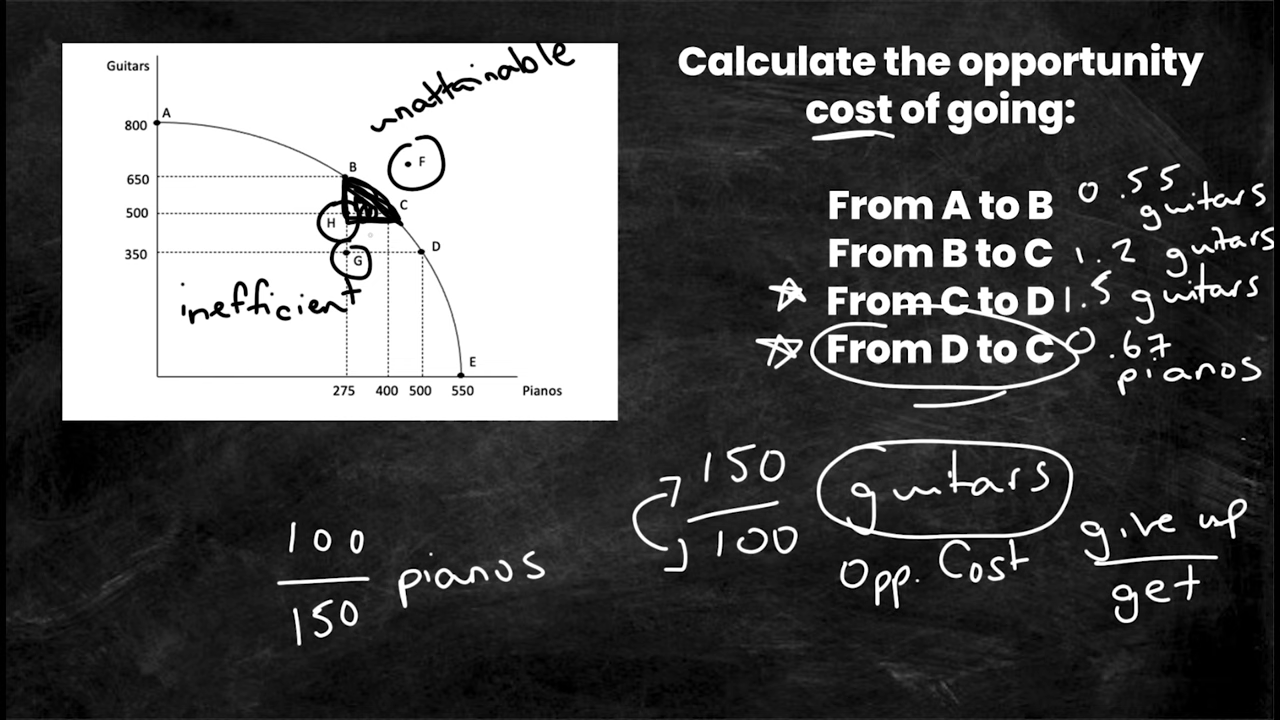 Guitars
unattainable
800
A
650
B
F
500
H
C
350
G
D
inefficient
E
275 400 500 550 Pianos
Calculate the opportunity
cost of going:
From A to B 0.55 guitars
From B to C 1.2 guitars
From C to D 1.5 guitars
From D to C 0.67 pianos
150
100
guitars
Opp. Cost
give up
get
100
150
pianos